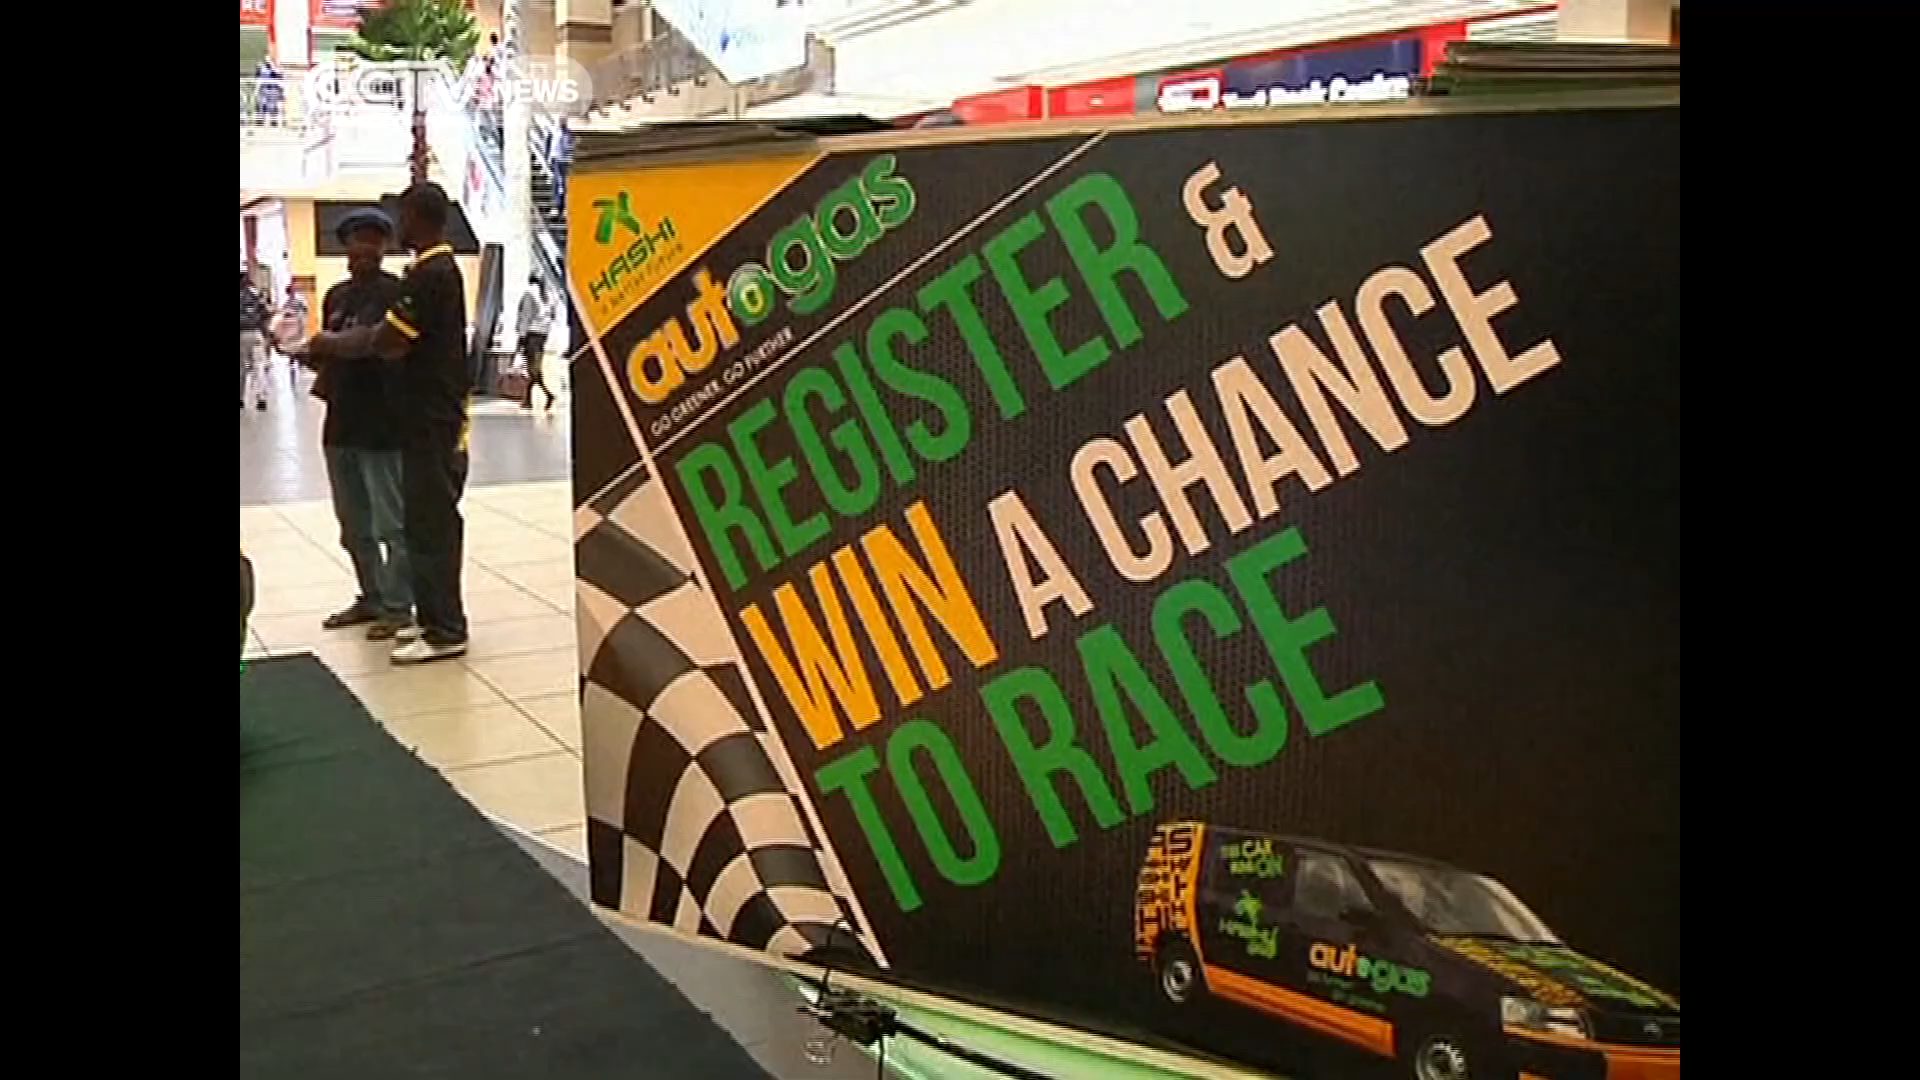 CCTV NEWS
HASHI
autogas
GO GREENER. GO FURTHER
REGISTER &
WIN A CHANCE
TO RACE
autogas